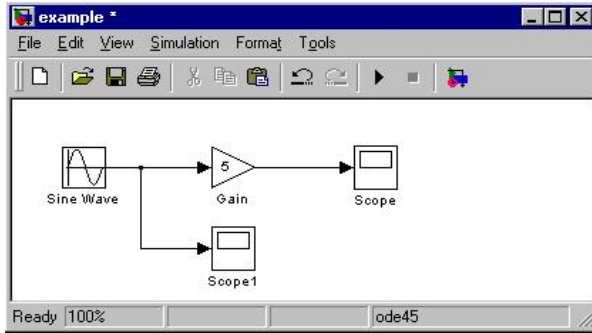 example *
File Edit View Simulation Format Tools
5
Sine Wave
Gain
Scope
Scope1
Ready 100% ode45